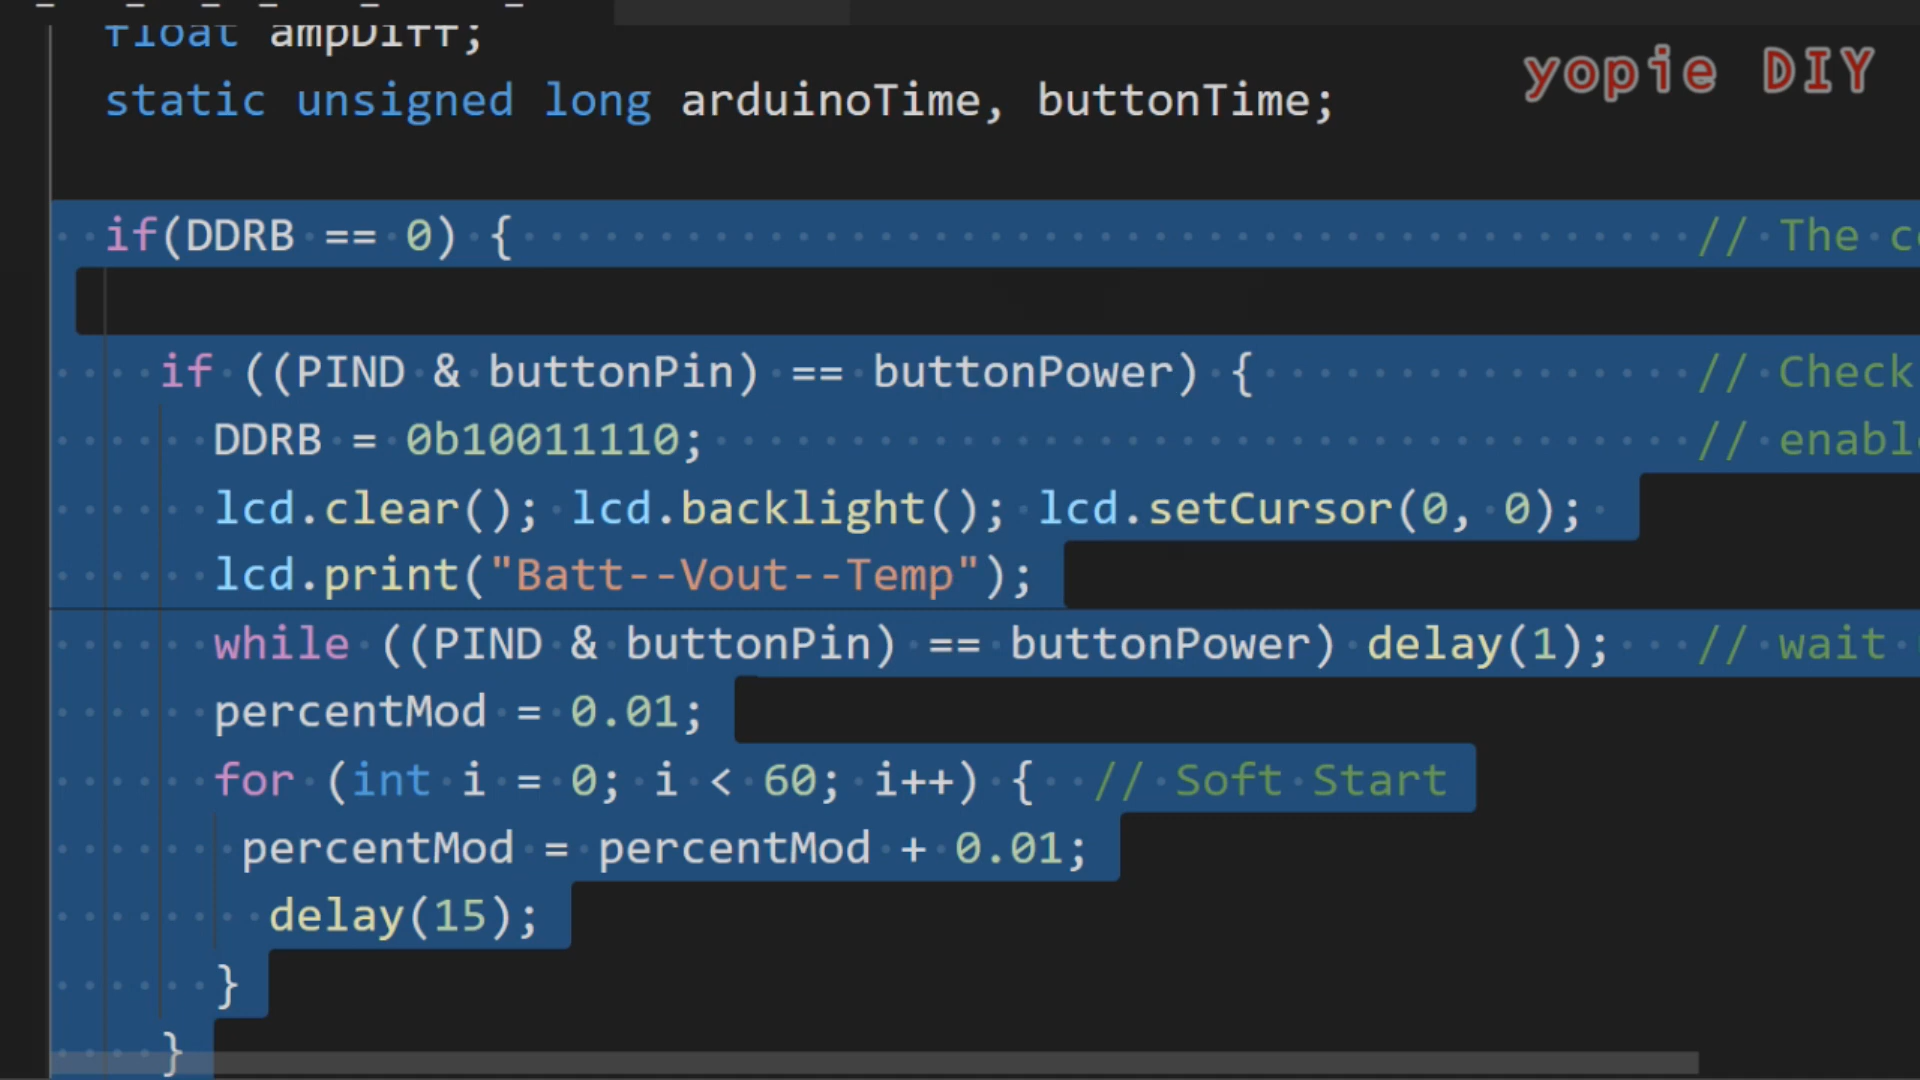 float ampDiff;
yopie DIY
static unsigned long arduinoTime, buttonTime;
if(DDRB == 0) { // The
if ((PIND & buttonPin) == buttonPower) { // Check
DDRB = 0b10011110; //
lcd.clear(); lcd.backlight(); lcd.setCursor(0, 0);
lcd.print("Batt--Vout--Temp");
while ((PIND & buttonPin) == buttonPower) delay(1); // wait
percentMod = 0.01;
for (int i = 0; i < 60; i++) { // Soft Start
percentMod = percentMod + 0.01;
delay(15);
}
}